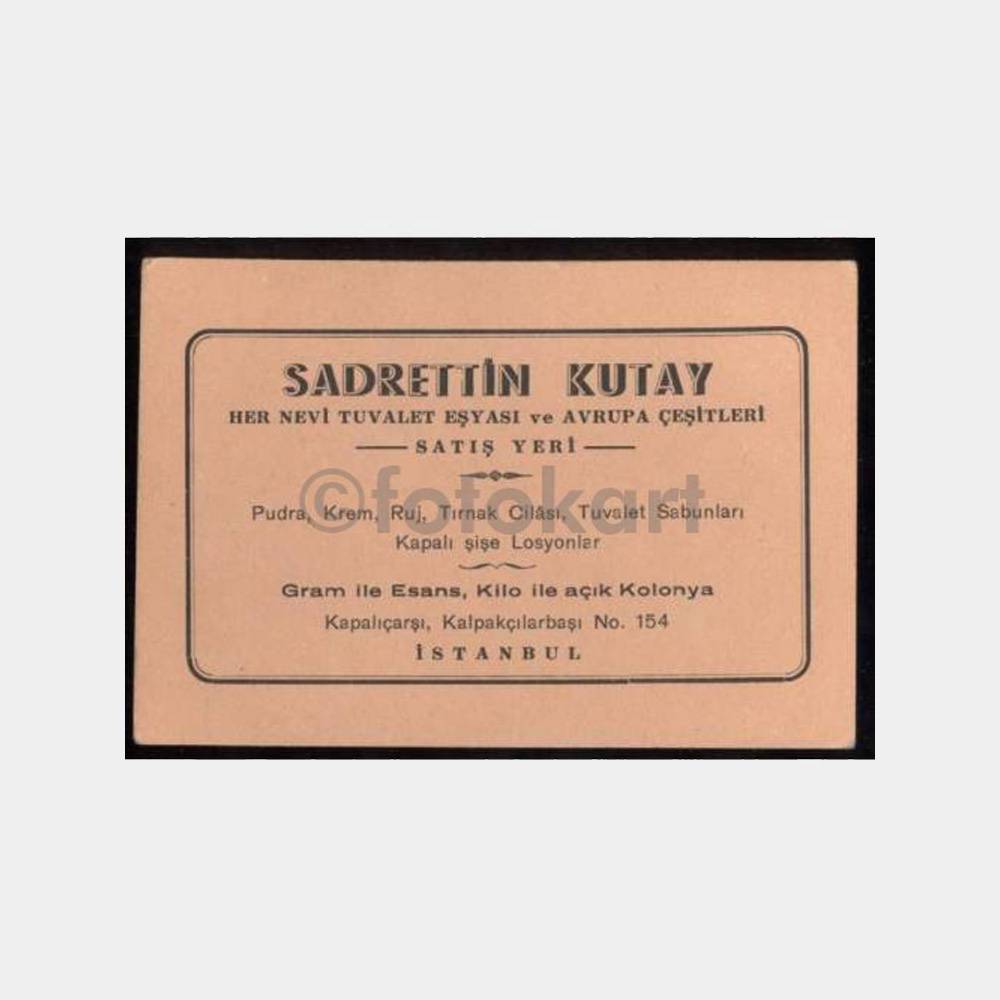 SADRETTİN KUTAY
HER NEVİ TUVALET EŞYASI ve AVRUPA ÇEŞİTLERİ
SATIŞ YERİ
©fotokart
Pudra, Krem, Ruj, Tırnak Cilâsı, Tuvalet Sabunları
Kapalı şişe Losyonlar
Gram ile Esans, Kilo ile açık Kolonya
Kapalıçarşı, Kalpakçılarbaşı No. 154
İSTANBUL